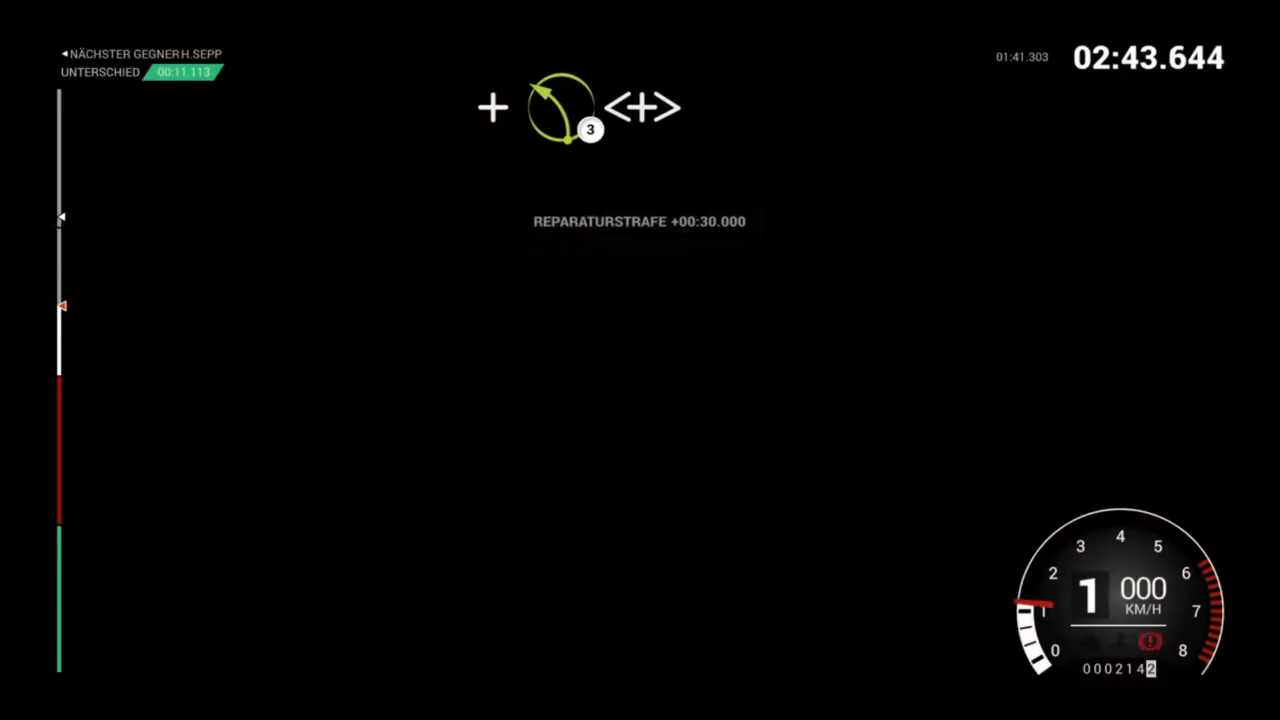 NÄCHSTER GEGNER H.SEPP
UNTERSCHIED 00:11.113
01:41.303 02:43.644
3
REPARATURSTRAFE +00:30.000
0 1 2 3 4 5 6 7 8
1 000
KM/H
0002142